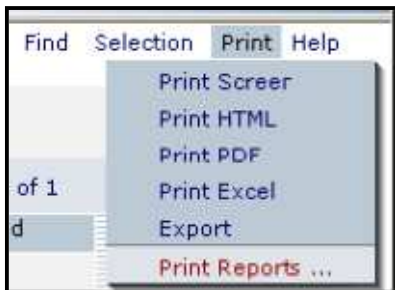 Find Selection Print Help
Print Screer
Print HTML
Print PDF
of 1
Print Excel
d
Export
Print Reports ...